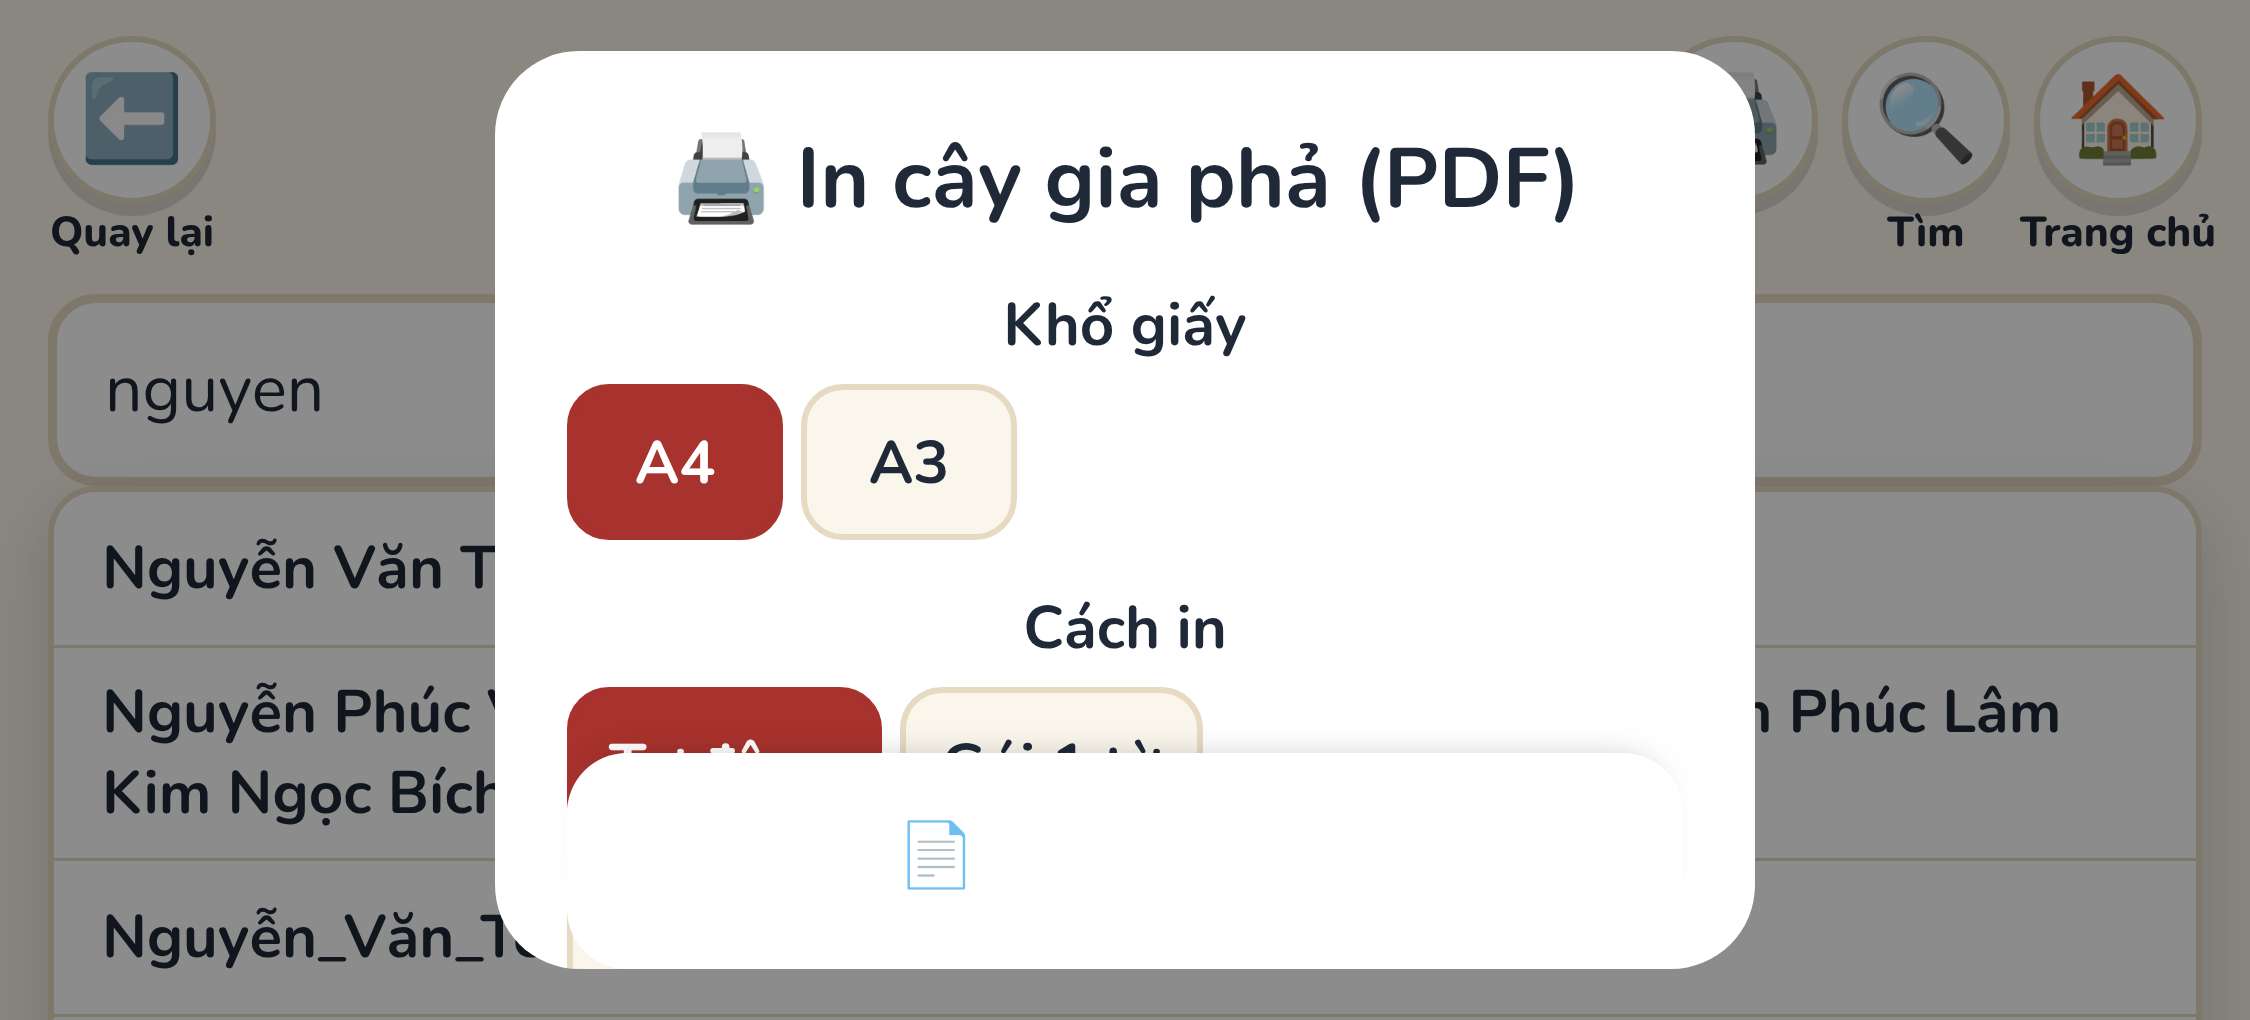 In cây gia phả (PDF)
Quay lại
Tìm
Trang chủ
Khổ giấy
nguyen
A4
A3
Nguyễn Văn T
Cách in
Nguyễn Phúc
Phúc Lâm
Kim Ngọc Bích
Nguyễn_Văn_T